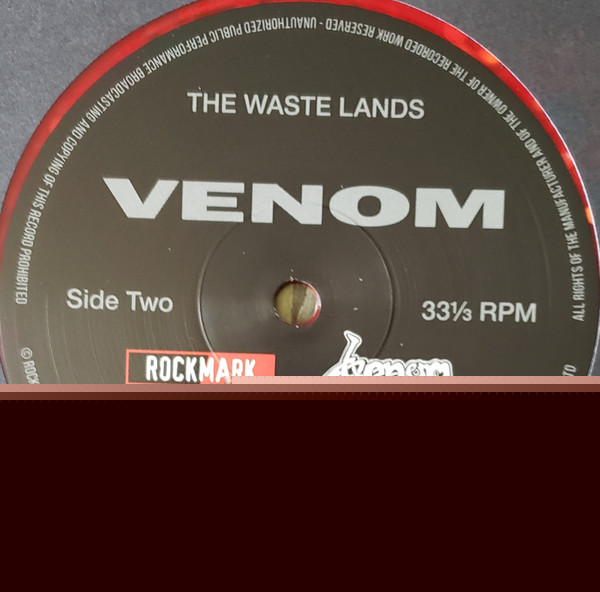 THE WASTE LANDS
VENOM
Side Two
33⅓ RPM
ROCKMARK
venom
ALL RIGHTS OF THE MANUFACTURER AND OF THE OWNER OF THE RECORDED WORK RESERVED - UNAUTHORIZED PUBLIC PERFORMANCE BROADCASTING AND COPYING OF THIS RECORD PROHIBITED